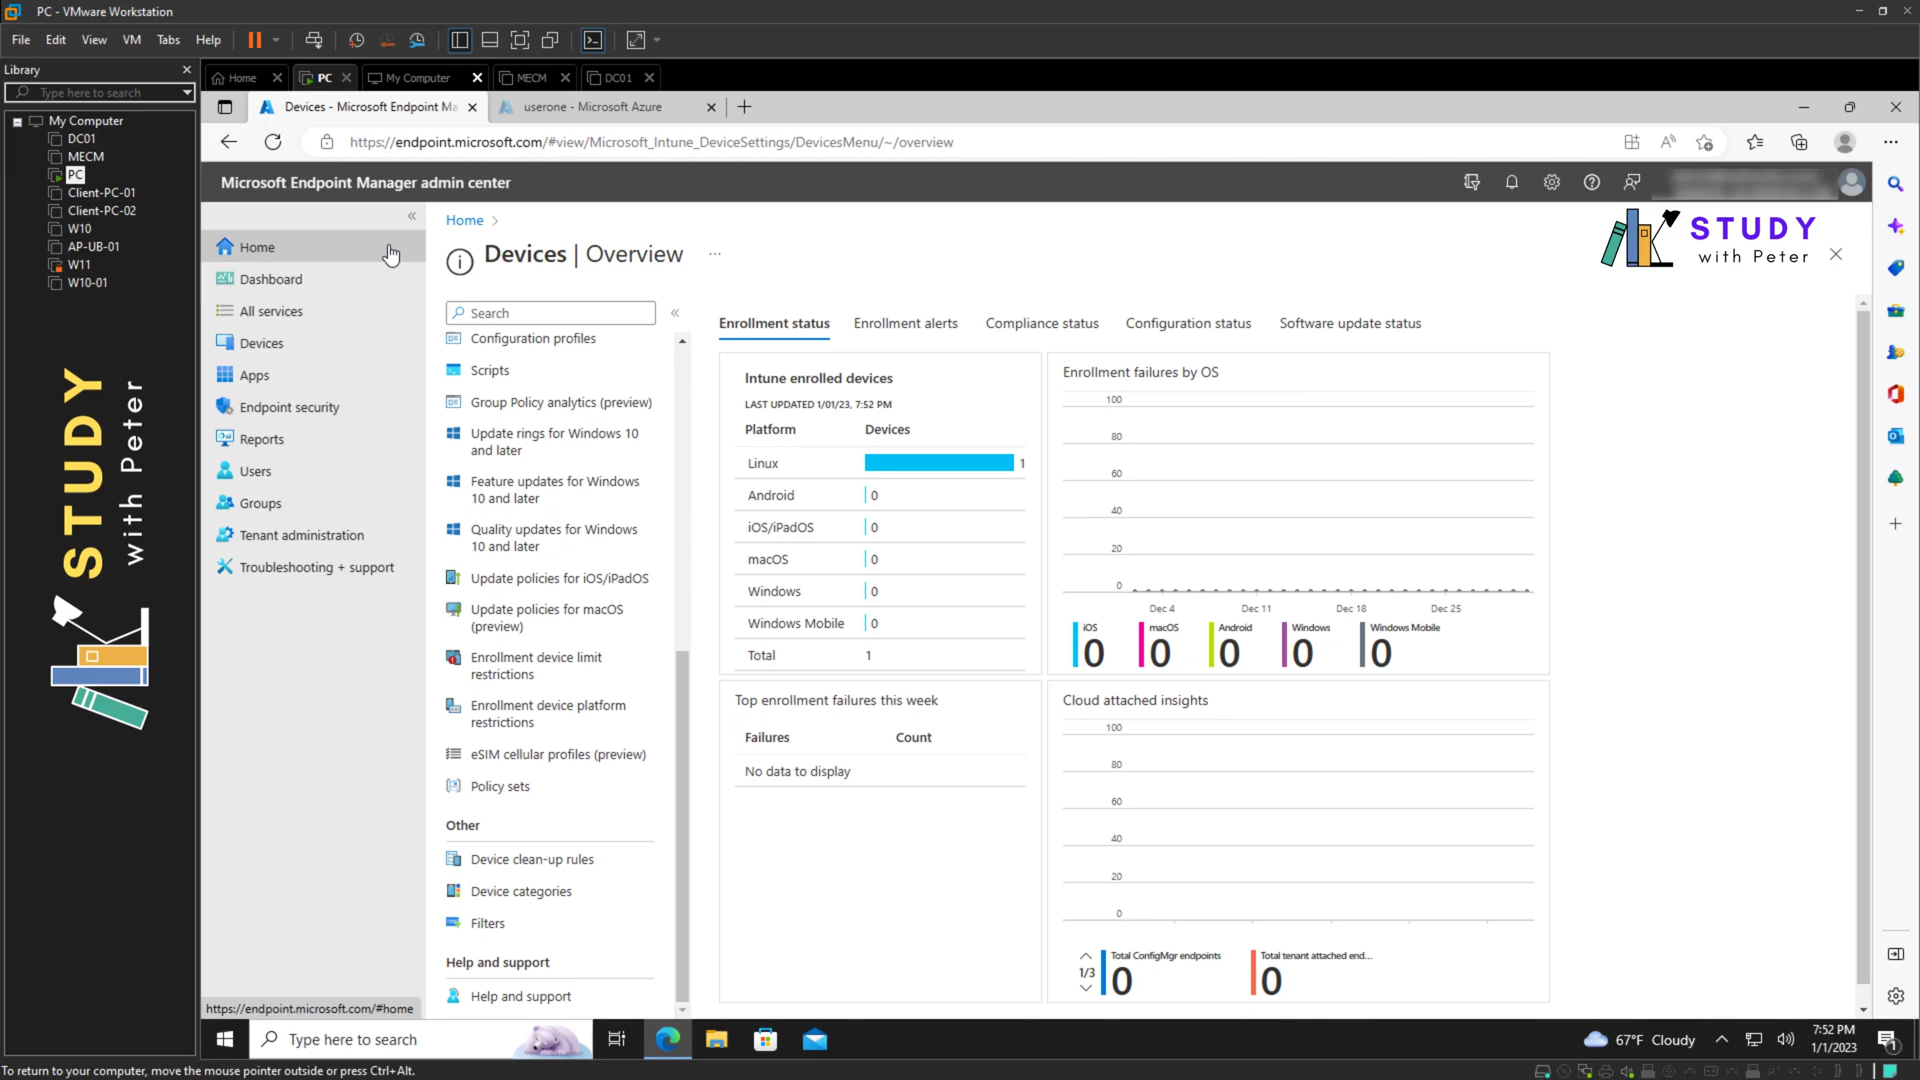 PC - VMware Workstation
File Edit View VM Tabs Help
Library
Type here to search
My Computer
DC01
MECM
PC
Client-PC-01
Client-PC-02
W10
AP-UB-01
W11
W10-01
STUDY
with Peter
Home
PC
My Computer
MECM
DC01
Devices - Microsoft Endpoint Ma
userone - Microsoft Azure
https://endpoint.microsoft.com/#view/Microsoft_Intune_DeviceSettings/DevicesMenu/~/overview
Microsoft Endpoint Manager admin center
Home
Dashboard
All services
Devices
Apps
Endpoint security
Reports
Users
Groups
Tenant administration
Troubleshooting + support
https://endpoint.microsoft.com/#home
Home >
Devices | Overview
...
STUDY
with Peter
Search
Configuration profiles
Scripts
Group Policy analytics (preview)
Update rings for Windows 10
and later
Feature updates for Windows
10 and later
Quality updates for Windows
10 and later
Update policies for iOS/iPadOS
Update policies for macOS
(preview)
Enrollment device limit
restrictions
Enrollment device platform
restrictions
eSIM cellular profiles (preview)
Policy sets
Other
Device clean-up rules
Device categories
Filters
Help and support
Help and support
Enrollment status Enrollment alerts Compliance status Configuration status Software update status
Intune enrolled devices
LAST UPDATED 1/01/23, 7:52 PM
Platform Devices
Linux 1
Android 0
iOS/iPadOS 0
macOS 0
Windows 0
Windows Mobile 0
Total 1
Enrollment failures by OS
100
80
60
40
20
0
Dec 4 Dec 11 Dec 18 Dec 25
iOS macOS Android Windows Windows Mobile
0 0 0 0 0
Top enrollment failures this week
Failures Count
No data to display
Cloud attached insights
100
80
60
40
20
0
1/3
Total ConfigMgr endpoints Total tenant attached end...
0 0
Type here to search
67°F Cloudy
7:52 PM
1/1/2023
1
To return to your computer, move the mouse pointer outside or press Ctrl+Alt.